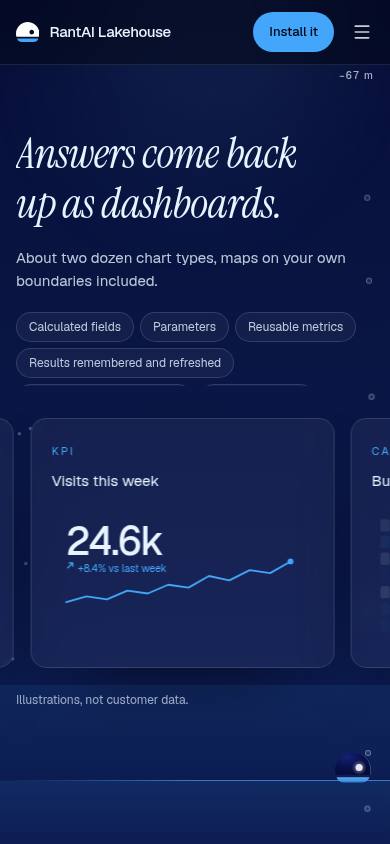 RantAI Lakehouse
Install it
−67 m
Answers come back
up as dashboards.
About two dozen chart types, maps on your own
boundaries included.
Calculated fields
Parameters
Reusable metrics
Results remembered and refreshed
KPI
CA
Visits this week
Bu
24.6k
+8.4% vs last week
Illustrations, not customer data.